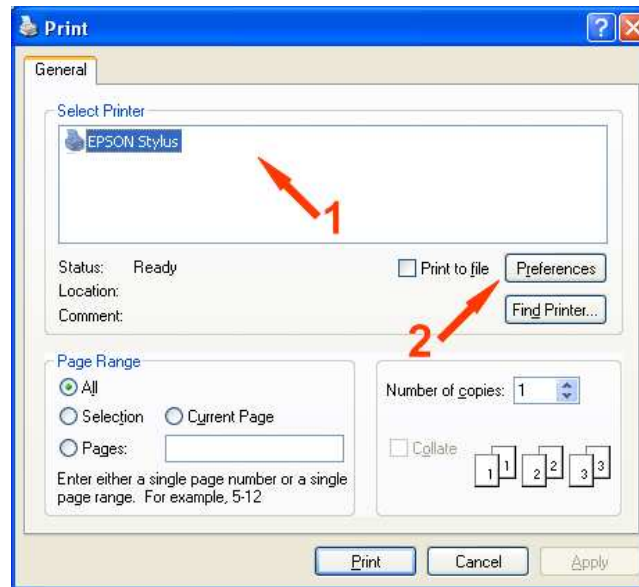 Print
General
Select Printer
EPSON Stylus
1
Status: Ready
Print to file
Preferences
Location:
Comment:
Find Printer...
2
Page Range
All
Selection
Current Page
Pages:
Enter either a single page number or a single
page range. For example, 5-12
Number of copies: 1
Collate
1 1 2 2 3 3
Print
Cancel
Apply